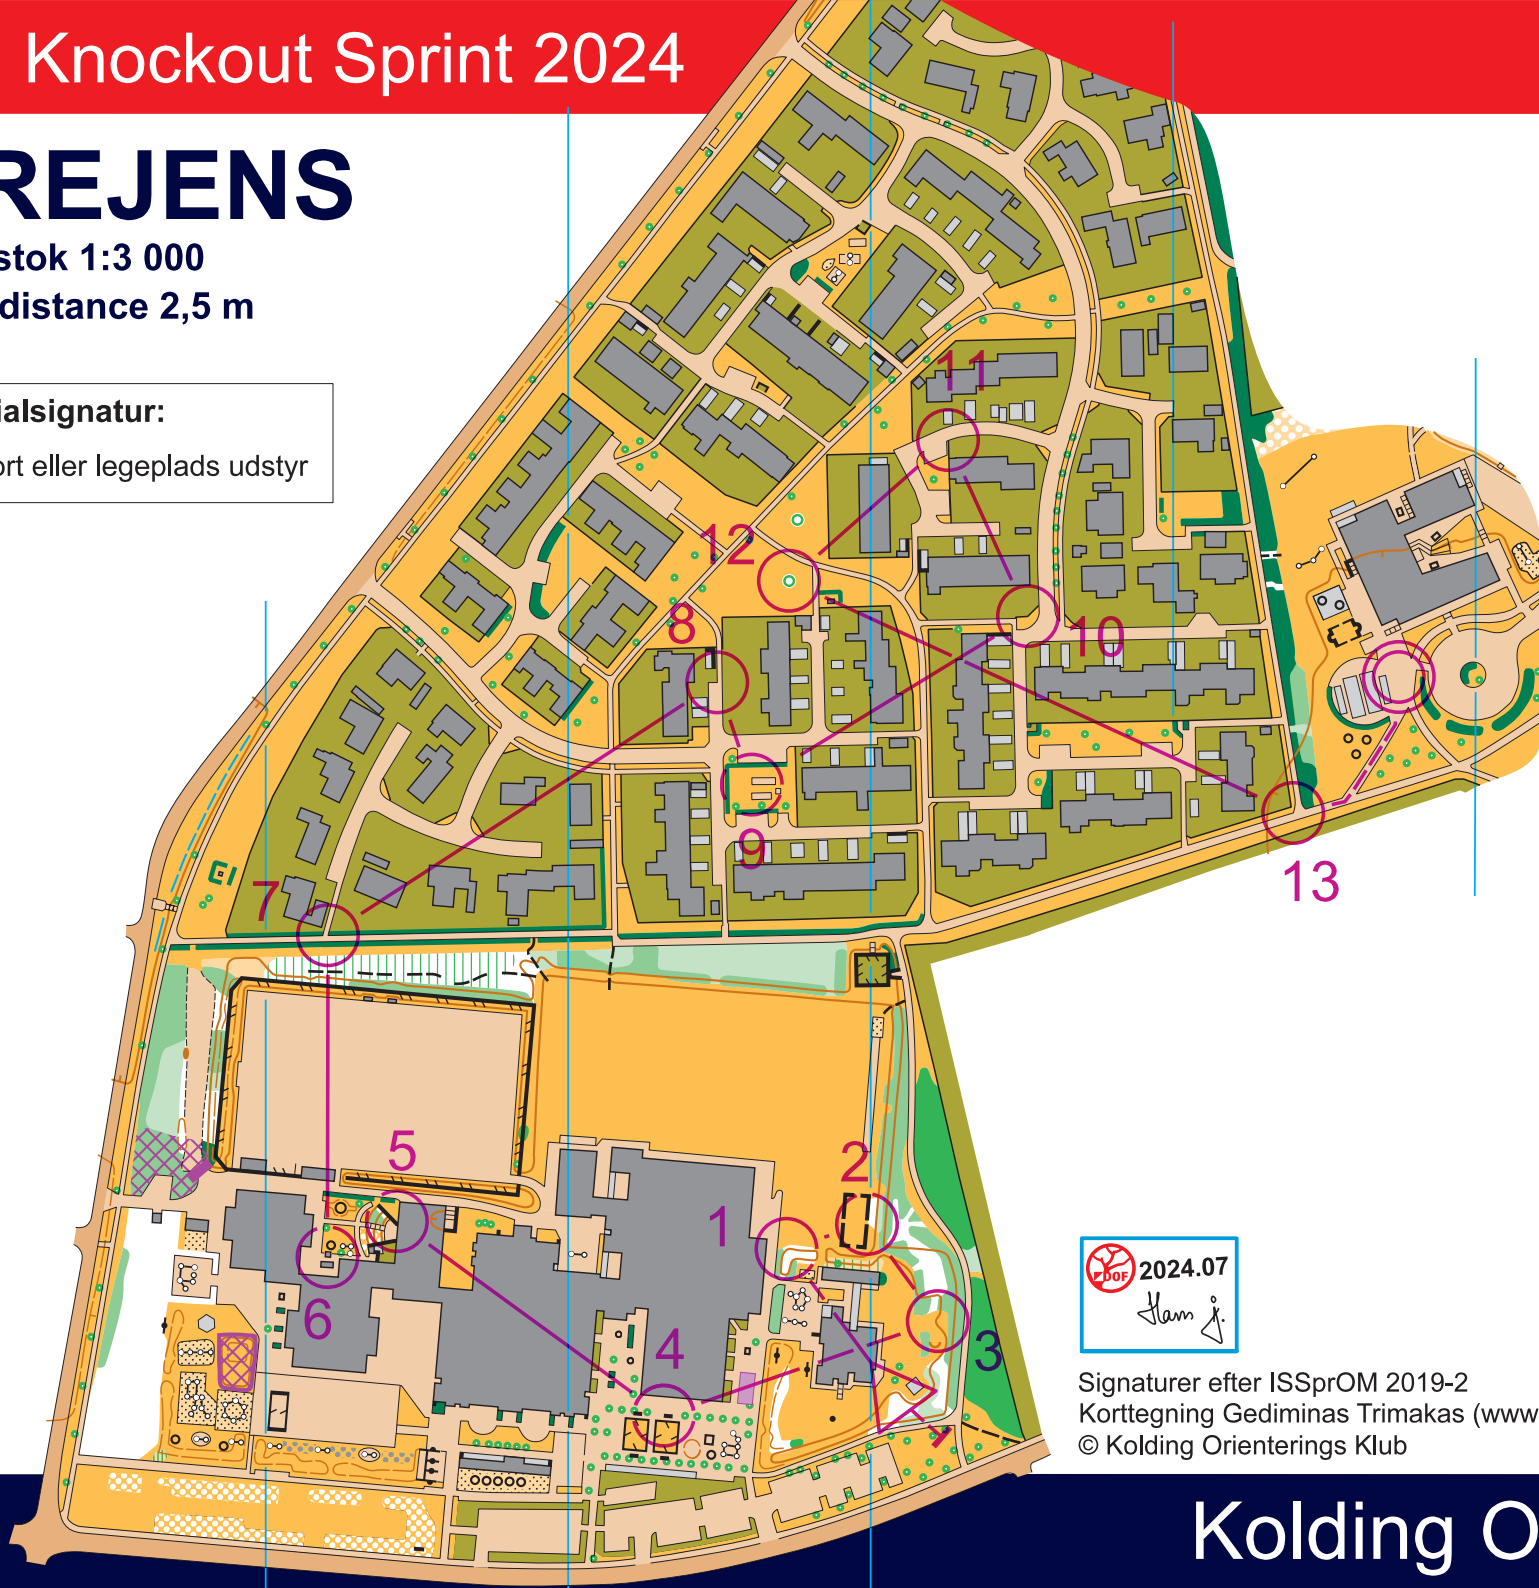 Knockout Sprint 2024
REJENS
stok 1:3 000
distance 2,5 m
ialsignatur:
ort eller legeplads udstyr
11
12
8
10
9
7
13
5
2
1
6
4
3
DOF
2024.07
Hans J.
Signaturer efter ISSprOM 2019-2
Korttegning Gediminas Trimakas (www
© Kolding Orienterings Klub
Kolding O